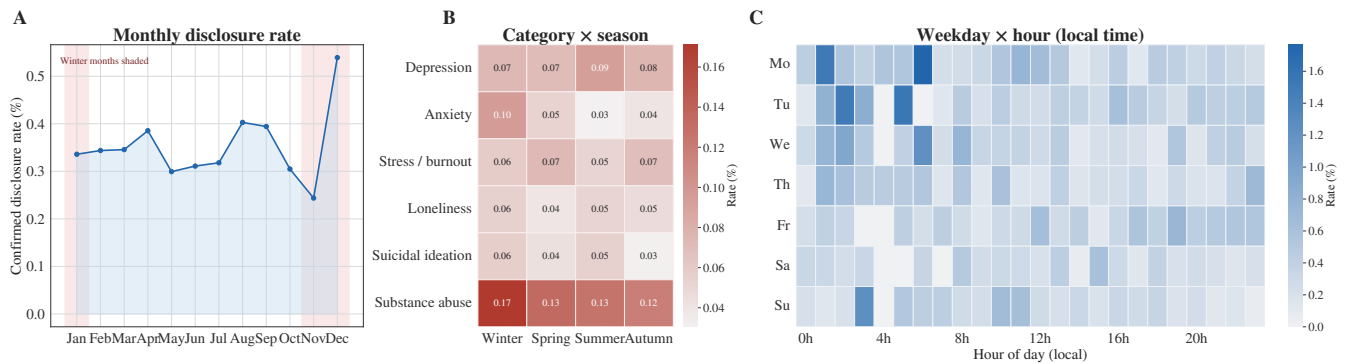 A
Monthly disclosure rate
Winter months shaded
Confirmed disclosure rate (%)
0.5
0.4
0.3
0.2
0.1
0.0
Jan Feb Mar Apr May Jun Jul Aug Sep Oct Nov Dec
B
Category × season
Depression 0.07 0.07 0.09 0.08
Anxiety 0.10 0.05 0.03 0.04
Stress / burnout 0.06 0.07 0.05 0.07
Loneliness 0.06 0.04 0.05 0.05
Suicidal ideation 0.06 0.04 0.05 0.03
Substance abuse 0.17 0.13 0.13 0.12
Winter Spring Summer Autumn
0.16
0.14
0.12
0.10
0.08
0.06
0.04
Rate (%)
C
Weekday × hour (local time)
Mo
Tu
We
Th
Fr
Sa
Su
0h 4h 8h 12h 16h 20h
Hour of day (local)
1.6
1.4
1.2
1.0
0.8
0.6
0.4
0.2
0.0
Rate (%)